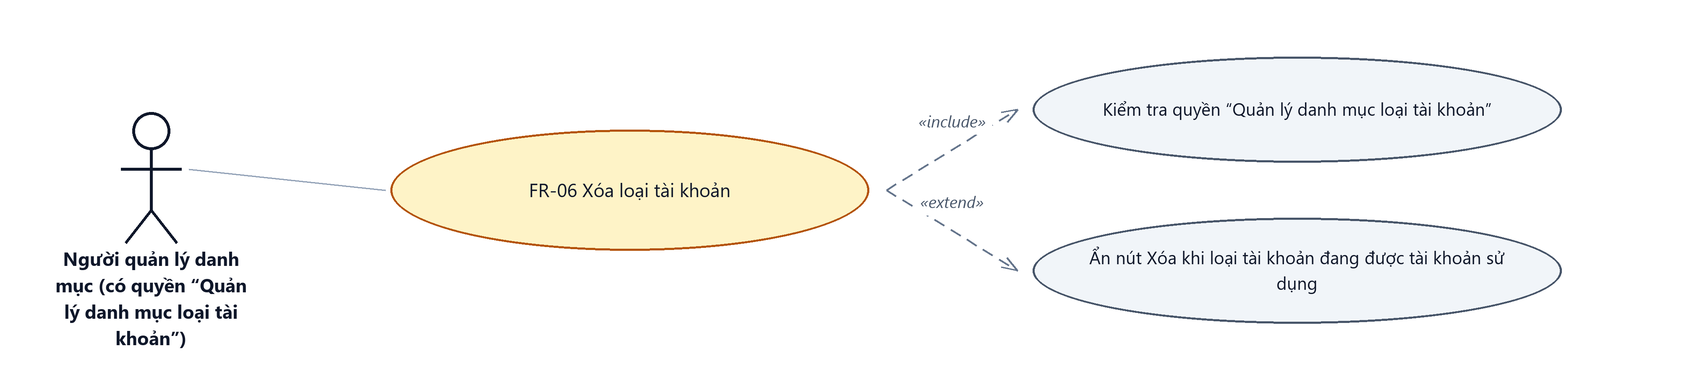 Người quản lý danh
mục (có quyền “Quản
lý danh mục loại tài
khoản”)
FR-06 Xóa loại tài khoản
«include»
«extend»
Kiểm tra quyền “Quản lý danh mục loại tài khoản”
Ẩn nút Xóa khi loại tài khoản đang được tài khoản sử
dụng